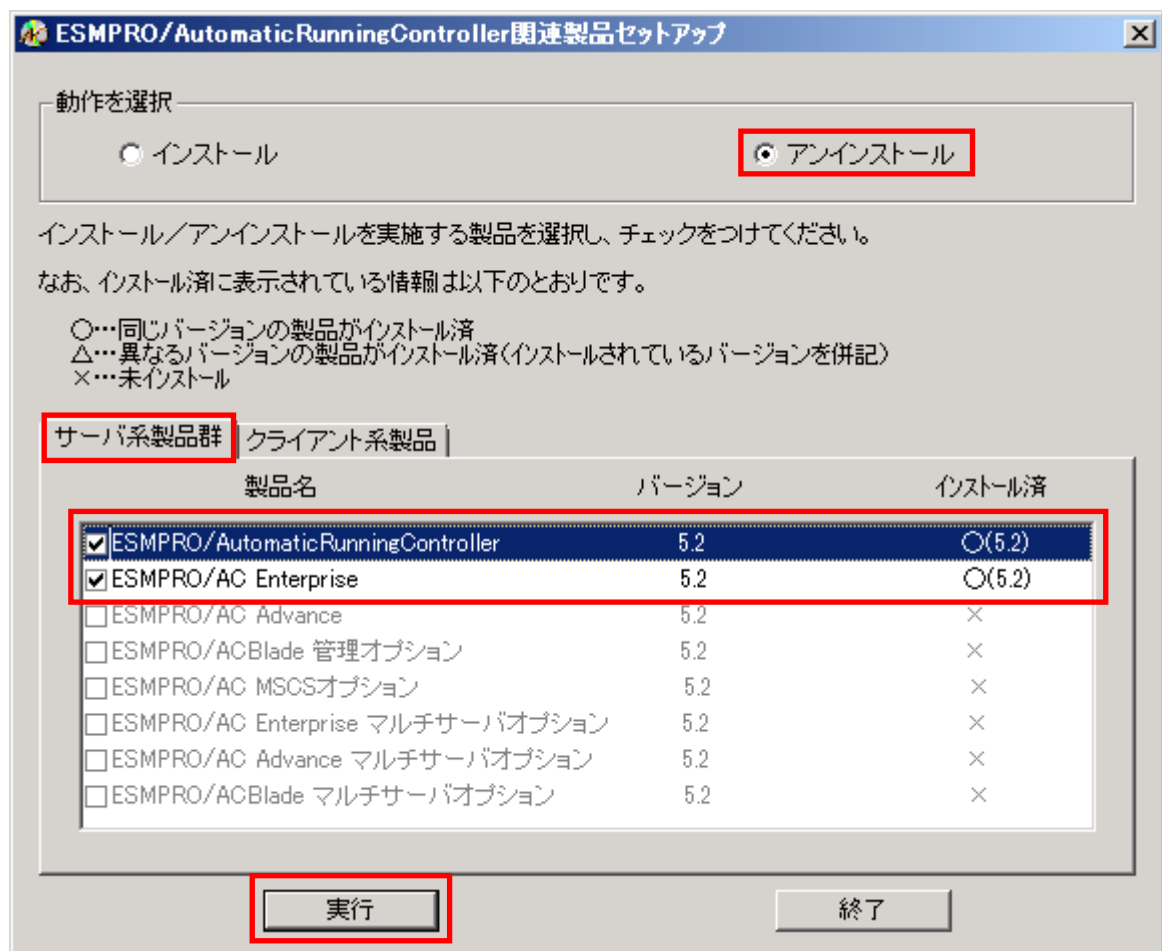 ESMPRO/AutomaticRunningController関連製品セットアップ
動作を選択
インストール
アンインストール
インストール／アンインストールを実施する製品を選択し、チェックをつけてください。
なお、インストール済に表示されている情報は以下のとおりです。
○…同じバージョンの製品がインストール済
△…異なるバージョンの製品がインストール済(インストールされているバージョンを併記)
×…未インストール
サーバ系製品群 クライアント系製品
製品名 バージョン インストール済
ESMPRO/AutomaticRunningController 5.2 ○(5.2)
ESMPRO/AC Enterprise 5.2 ○(5.2)
ESMPRO/AC Advance 5.2 ×
ESMPRO/ACBlade 管理オプション 5.2 ×
ESMPRO/AC MSCSオプション 5.2 ×
ESMPRO/AC Enterprise マルチサーバオプション 5.2 ×
ESMPRO/AC Advance マルチサーバオプション 5.2 ×
ESMPRO/ACBlade マルチサーバオプション 5.2 ×
実行 終了